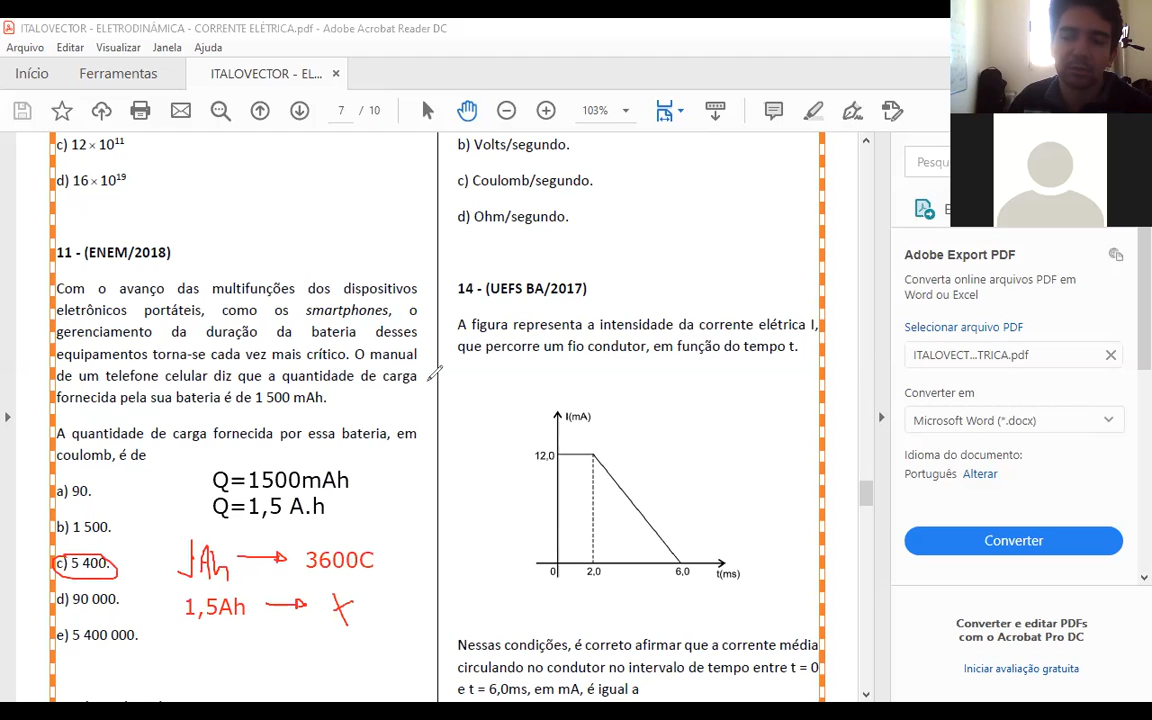 ITALOVECTOR - ELETRODINÂMICA - CORRENTE ELÉTRICA.pdf - Adobe Acrobat Reader DC
Arquivo Editar Visualizar Janela Ajuda
Início Ferramentas ITALOVECTOR - EL... ×
7 / 10 103%
c) 12 × 10¹¹
d) 16 × 10¹⁹
11 - (ENEM/2018)
Com o avanço das multifunções dos dispositivos
eletrônicos portáteis, como os smartphones, o
gerenciamento da duração da bateria desses
equipamentos torna-se cada vez mais crítico. O manual
de um telefone celular diz que a quantidade de carga
fornecida pela sua bateria é de 1 500 mAh.
A quantidade de carga fornecida por essa bateria, em
coulomb, é de
a) 90.
b) 1 500.
c) 5 400.
d) 90 000.
e) 5 400 000.
Q=1500mAh
Q=1,5 A.h
1Ah → 3600C
1,5Ah → x
b) Volts/segundo.
c) Coulomb/segundo.
d) Ohm/segundo.
14 - (UEFS BA/2017)
A figura representa a intensidade da corrente elétrica I,
que percorre um fio condutor, em função do tempo t.
I(mA)
12,0
0 2,0 6,0 t(ms)
Nessas condições, é correto afirmar que a corrente média
circulando no condutor no intervalo de tempo entre t = 0
e t = 6,0ms, em mA, é igual a
Pesqu
E
Adobe Export PDF
Converta online arquivos PDF em
Word ou Excel
Selecionar arquivo PDF
ITALOVECT...TRICA.pdf
Converter em
Microsoft Word (*.docx)
Idioma do documento:
Português Alterar
Converter
Converter e editar PDFs
com o Acrobat Pro DC
Iniciar avaliação gratuita